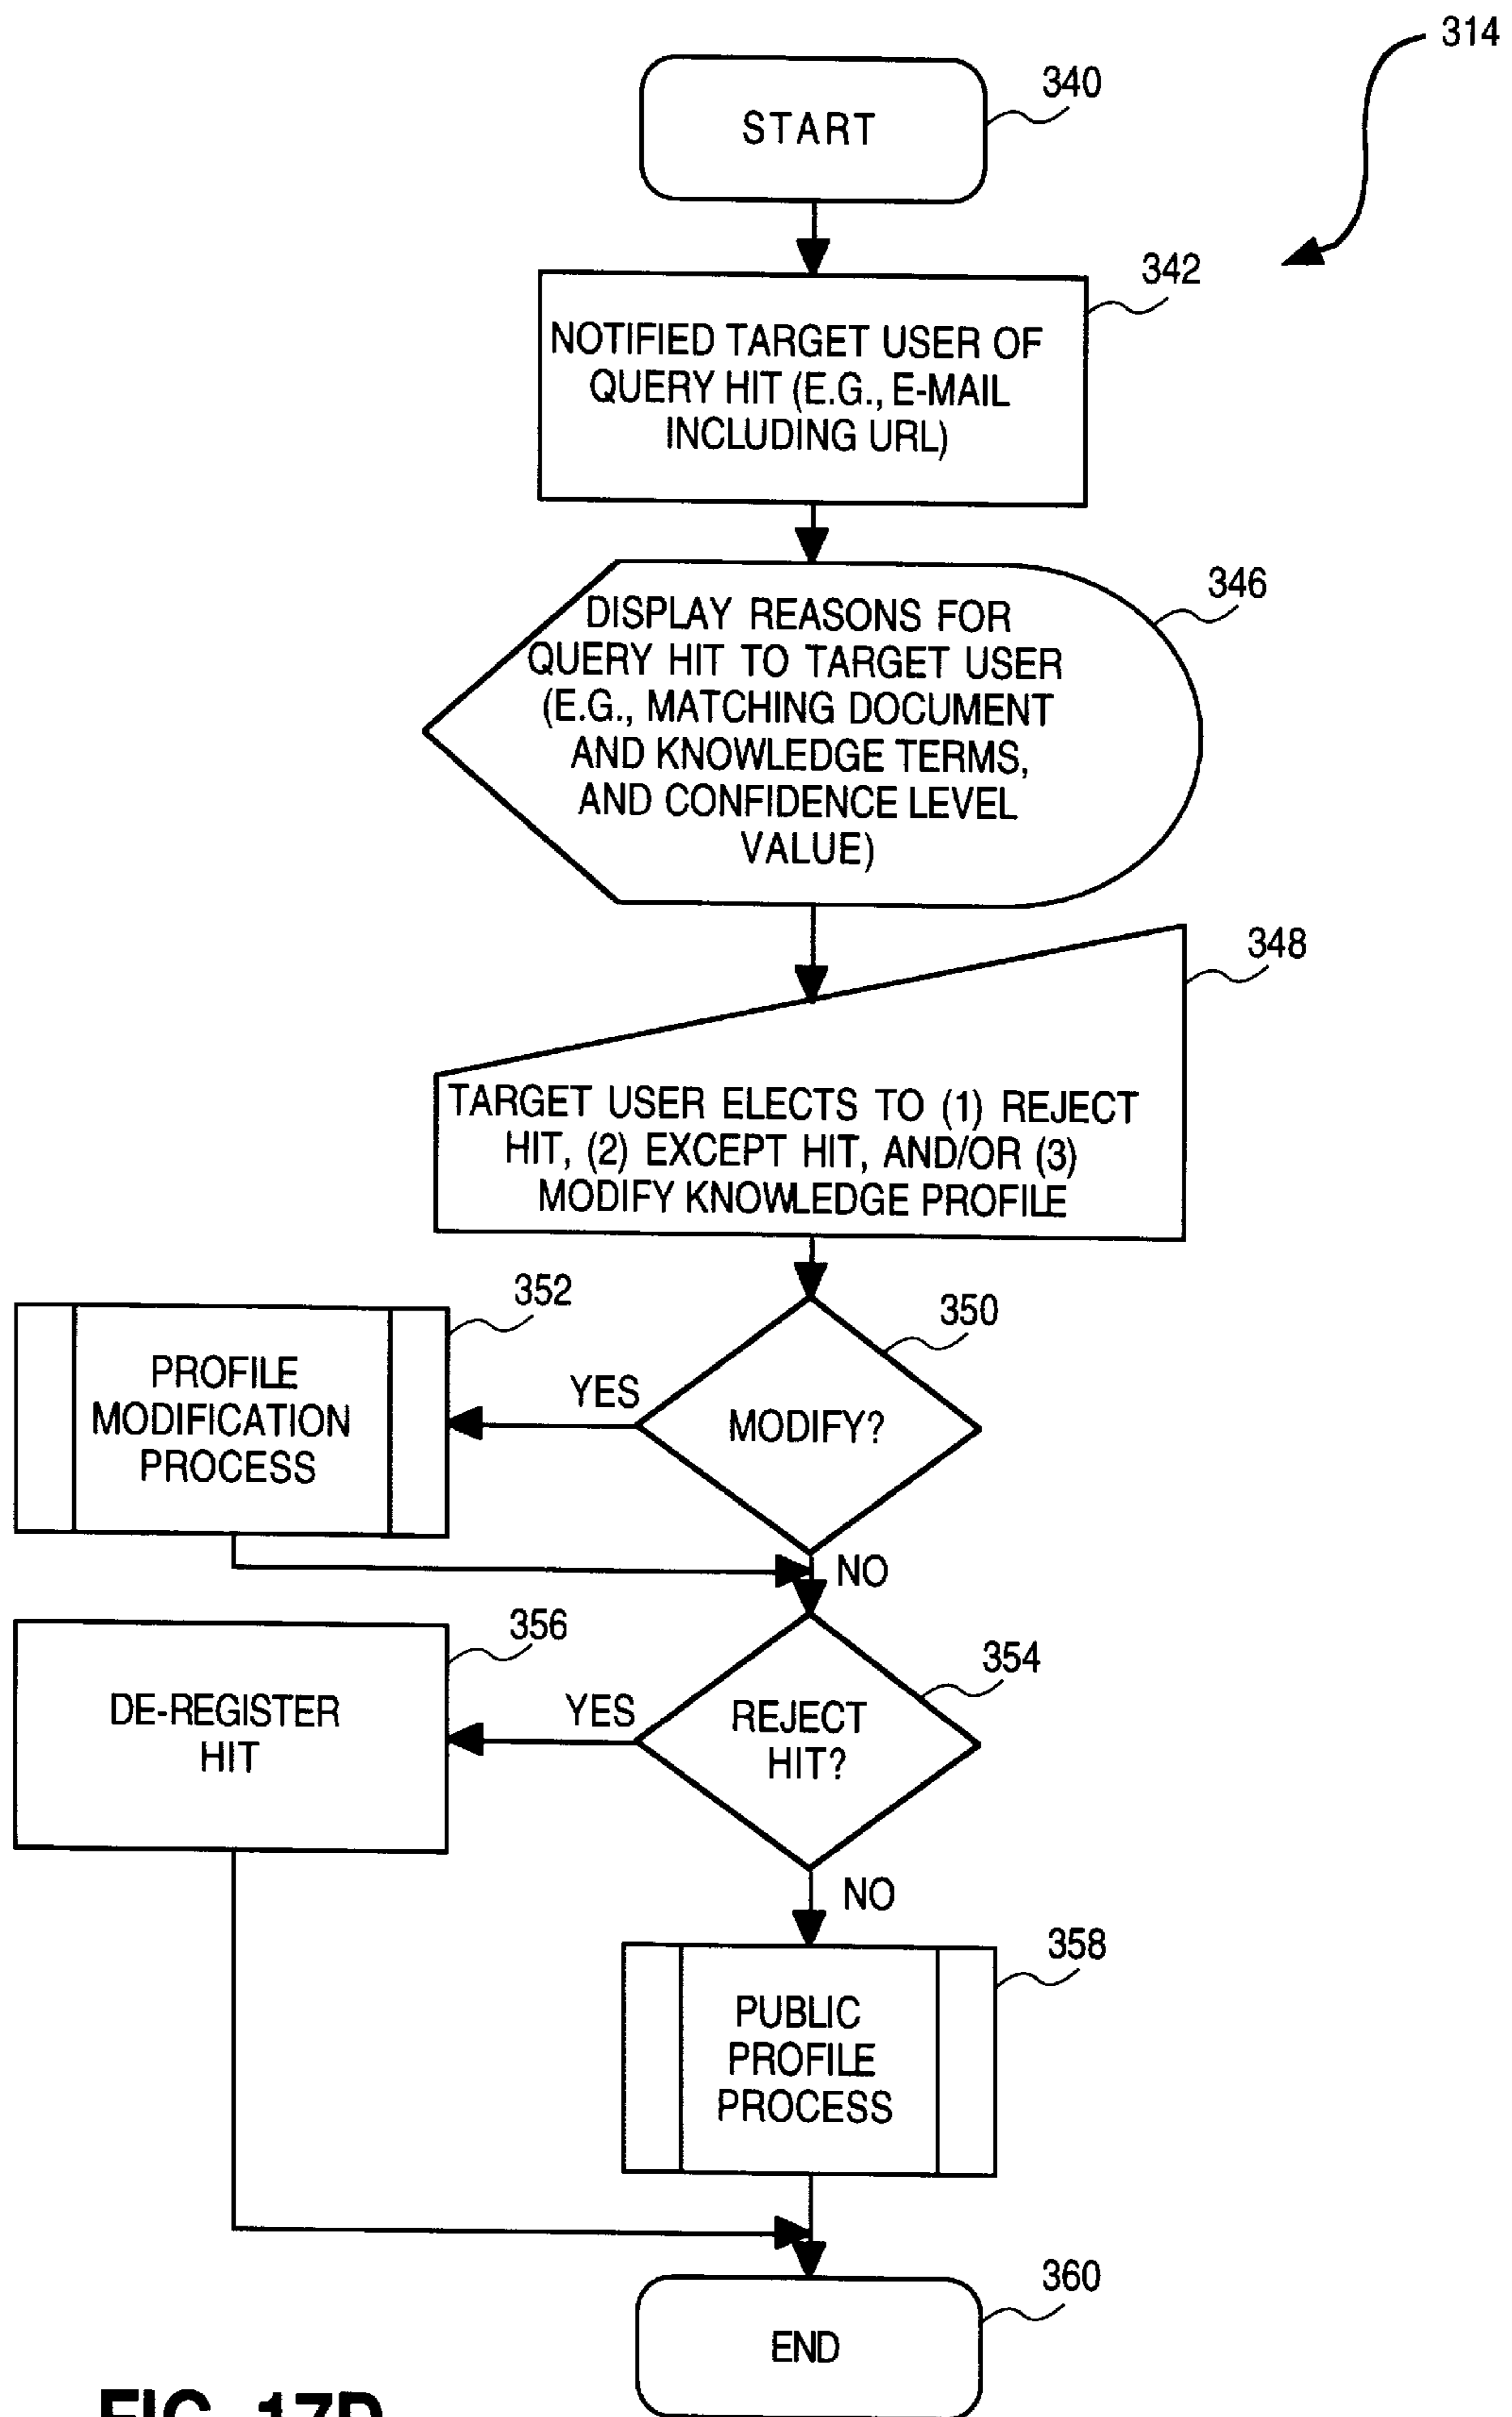 314
START
340
342
NOTIFIED TARGET USER OF
QUERY HIT (E.G., E-MAIL
INCLUDING URL)
346
DISPLAY REASONS FOR
QUERY HIT TO TARGET USER
(E.G., MATCHING DOCUMENT
AND KNOWLEDGE TERMS,
AND CONFIDENCE LEVEL
VALUE)
348
TARGET USER ELECTS TO (1) REJECT
HIT, (2) EXCEPT HIT, AND/OR (3)
MODIFY KNOWLEDGE PROFILE
352
350
PROFILE
MODIFICATION
PROCESS
YES
MODIFY?
NO
356
354
DE-REGISTER
HIT
YES
REJECT
HIT?
NO
358
PUBLIC
PROFILE
PROCESS
360
END
FIG. 17D